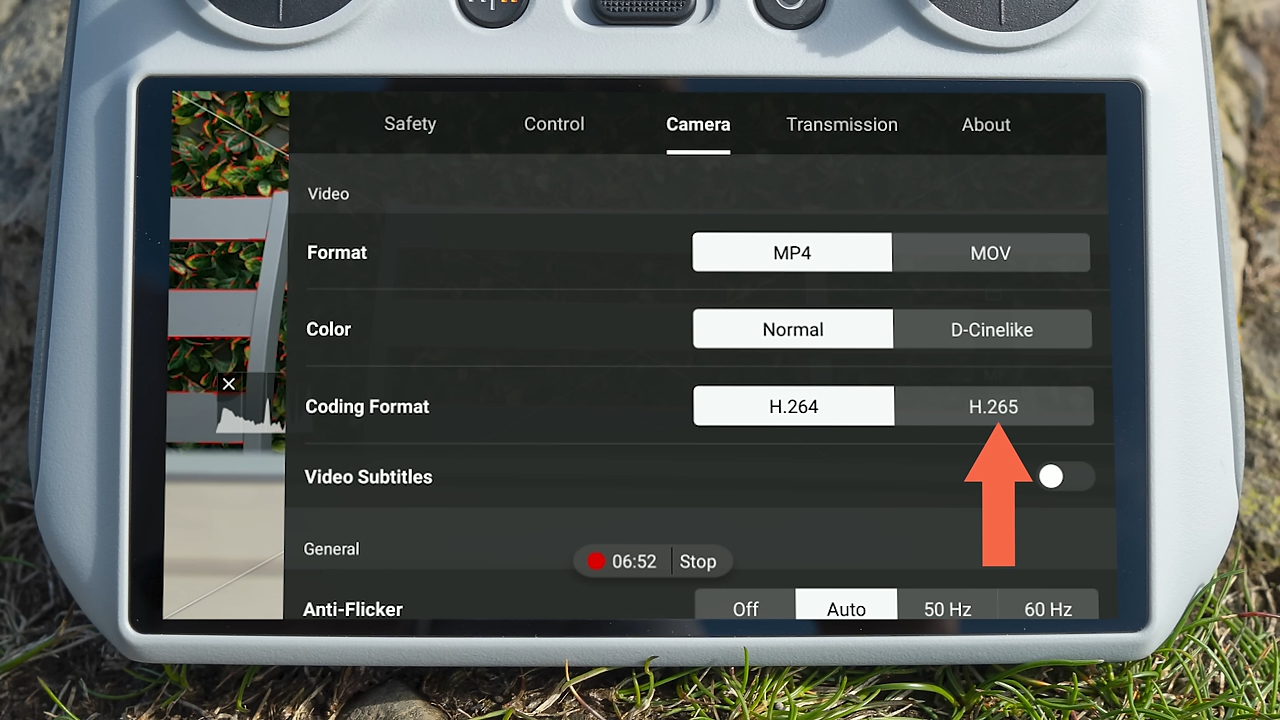 Safety Control Camera Transmission About
Video
Format MP4 MOV
Color Normal D-Cinelike
Coding Format H.264 H.265
Video Subtitles
General
06:52 Stop
Anti-Flicker Off Auto 50 Hz 60 Hz